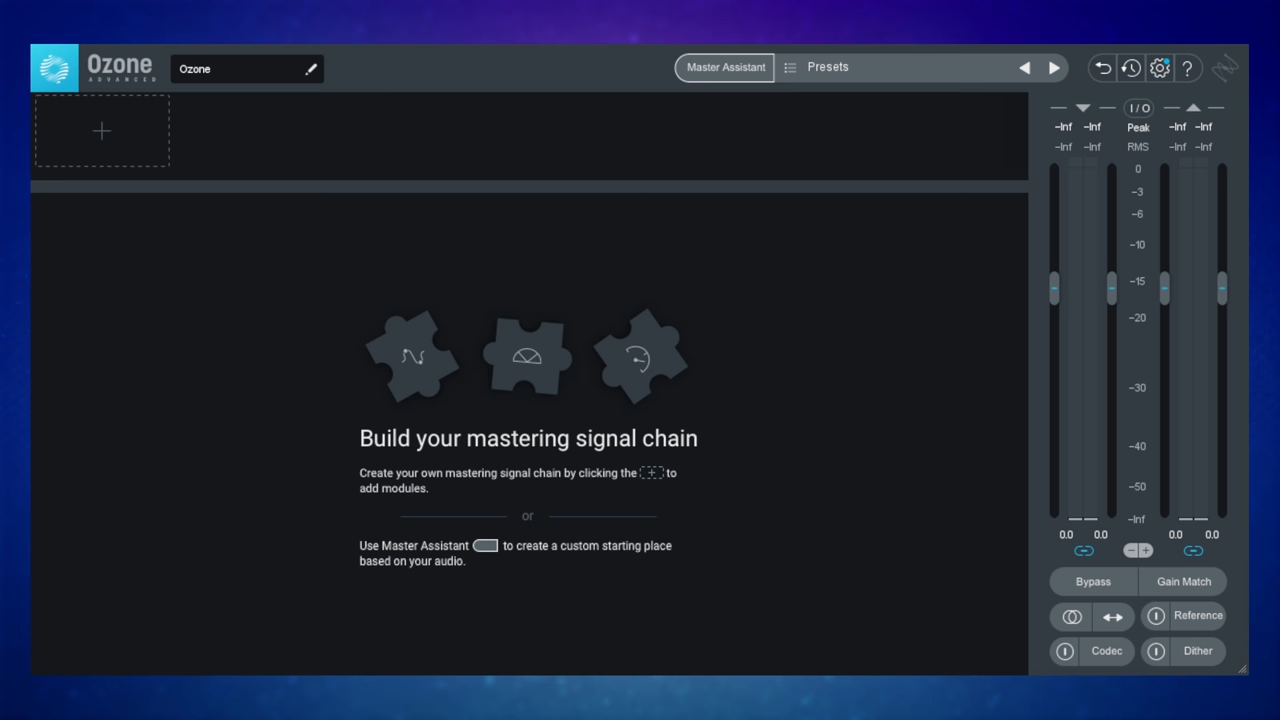 Ozone
ADVANCED
Ozone
Master Assistant
Presets
?
I / O
-Inf -Inf Peak -Inf -Inf
-Inf -Inf RMS -Inf -Inf
0
-3
-6
-10
-15
-20
-30
-40
-50
-Inf
0.0 0.0 0.0 0.0
Build your mastering signal chain
Create your own mastering signal chain by clicking the [+] to
add modules.
or
Use Master Assistant to create a custom starting place
based on your audio.
Bypass
Gain Match
Reference
Codec
Dither